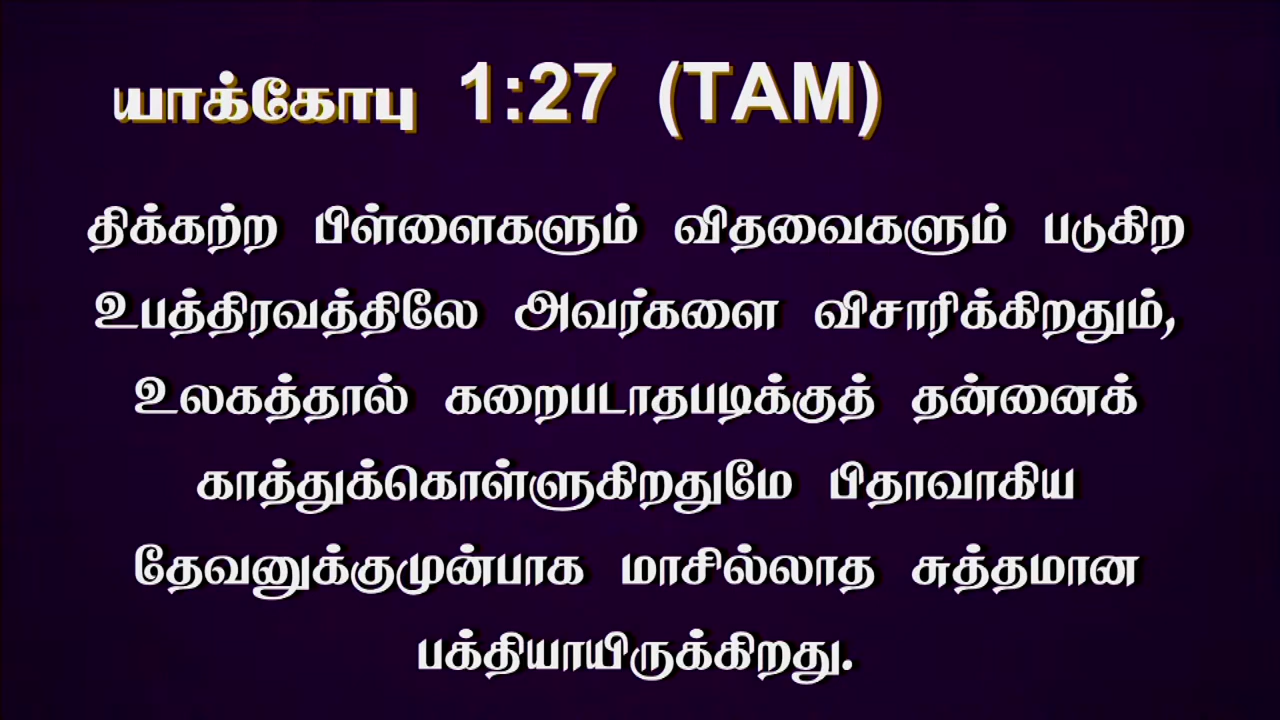 யாக்கோபு 1:27 (TAM)
திக்கற்ற பிள்ளைகளும் விதவைகளும் படுகிற
உபத்திரவத்திலே அவர்களை விசாரிக்கிறதும்,
உலகத்தால் கறைபடாதபடிக்குத் தன்னைக்
காத்துக்கொள்ளுகிறதுமே பிதாவாகிய
தேவனுக்குமுன்பாக மாசில்லாத சுத்தமான
பக்தியாயிருக்கிறது.